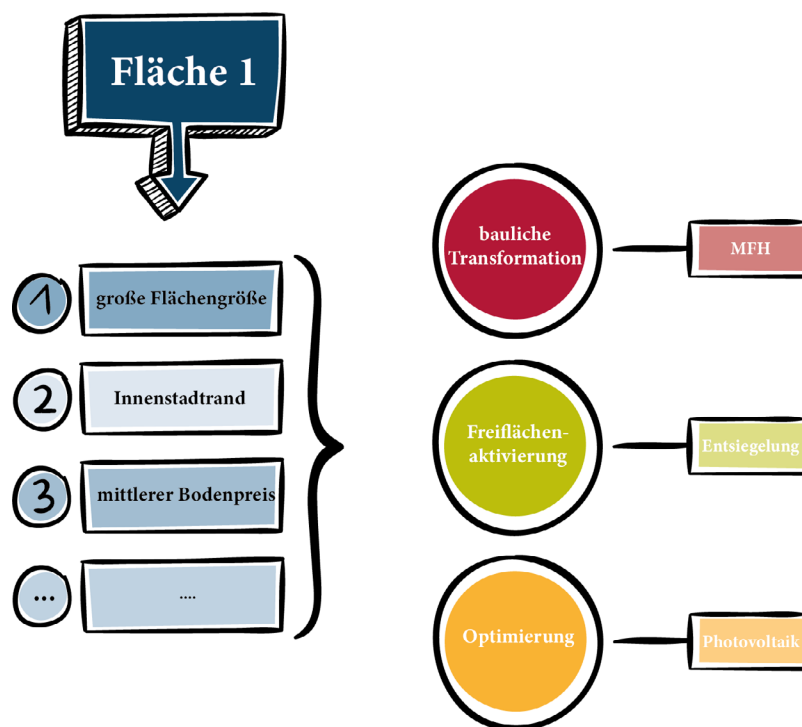 Fläche 1
1
große Flächengröße
2
Innenstadtrand
3
mittlerer Bodenpreis
...
....
bauliche
Transformation
MFH
Freiflächen-
aktivierung
Entsiegelung
Optimierung
Photovoltaik